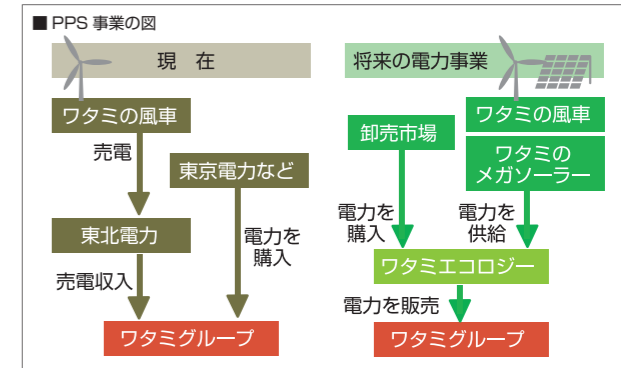 ■ PPS 事業の図
現 在
ワタミの風車
売電
東京電力など
東北電力
電力を
購入
売電収入
ワタミグループ
将来の電力事業
ワタミの風車
卸売市場
ワタミの
メガソーラー
電力を
購入
電力を
供給
ワタミエコロジー
電力を販売
ワタミグループ